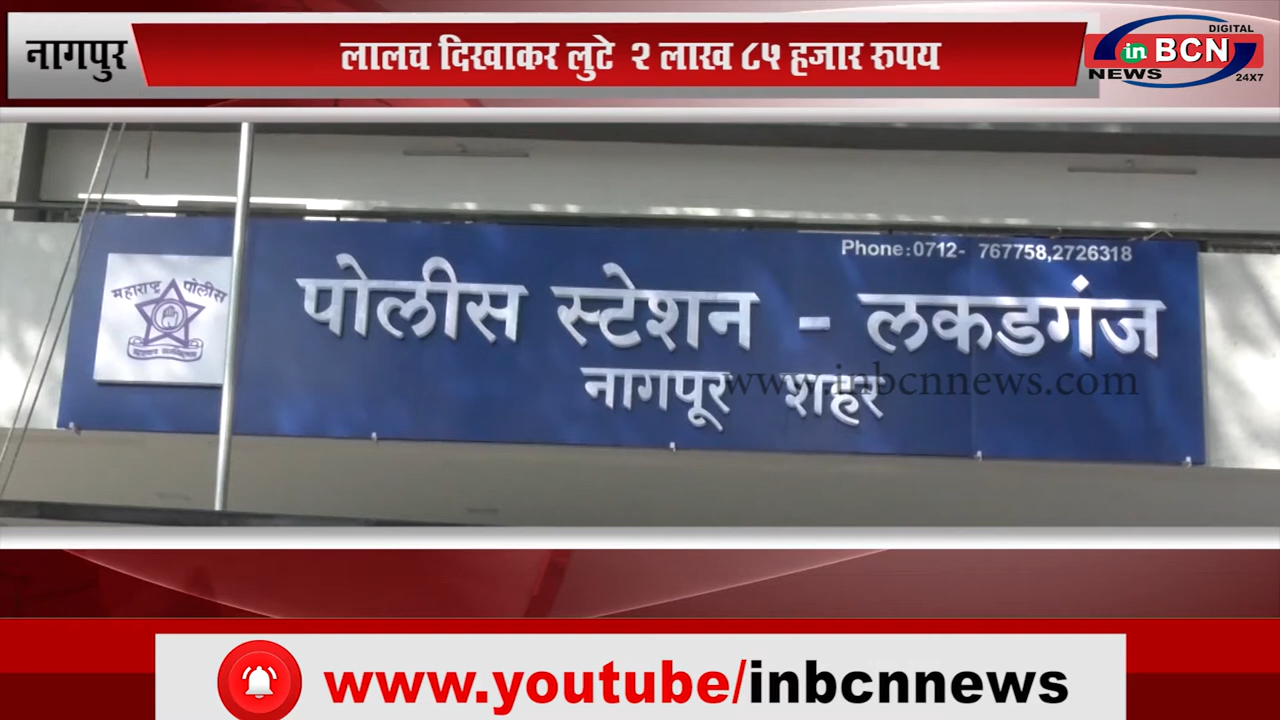 नागपुर
लालच दिखाकर लुटे २ लाख ८५ हजार रुपय
DIGITAL
in BCN
NEWS 24X7
Phone:0712- 767758,2726318
महाराष्ट्र पोलीस
पोलीस स्टेशन - लकडगंज
नागपूर शहर
www.inbcnnews.com
www.youtube/inbcnnews